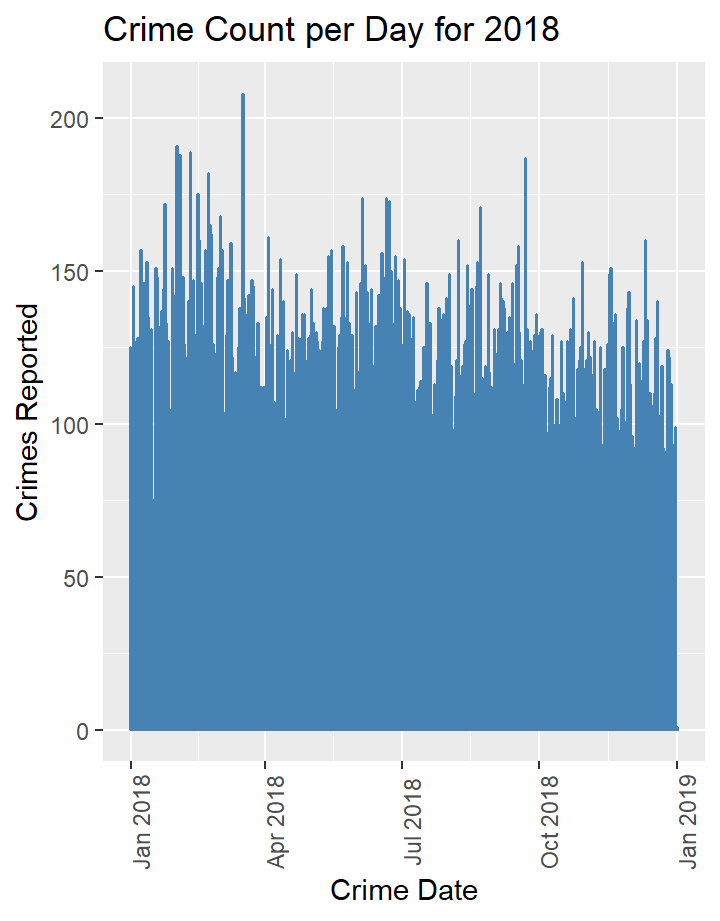 Crime Count per Day for 2018
200
150
100
50
0
Crimes Reported
Jan 2018
Apr 2018
Jul 2018
Oct 2018
Jan 2019
Crime Date